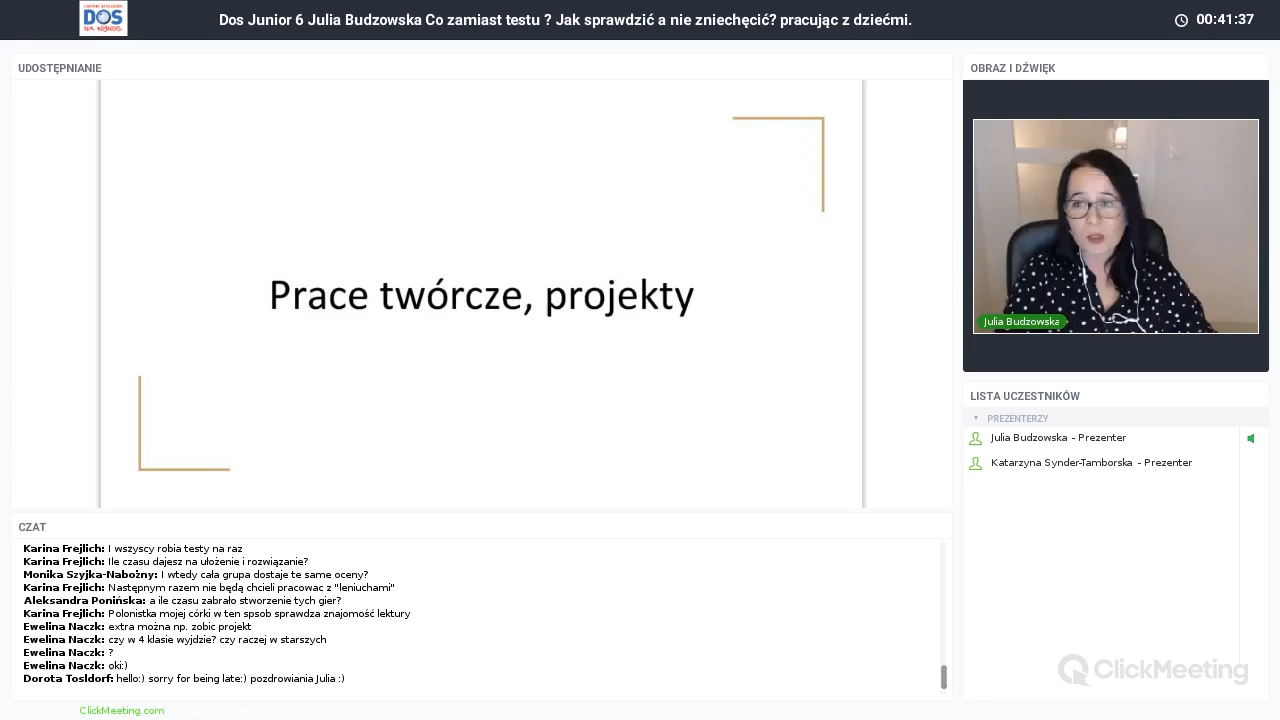 DOS
NA WYNOS
Dos Junior 6 Julia Budzowska Co zamiast testu ? Jak sprawdzić a nie zniechęcić? pracując z dziećmi.
00:41:37
UDOSTĘPNIANIE
OBRAZ I DŹWIĘK
Prace twórcze, projekty
Julia Budzowska
LISTA UCZESTNIKÓW
PREZENTERZY
Julia Budzowska - Prezenter
Katarzyna Synder-Tamborska - Prezenter
CZAT
Karina Frejlich: I wszyscy robia testy na raz
Karina Frejlich: Ile czasu dajesz na ułożenie i rozwiązanie?
Monika Szyjka-Nabożny: I wtedy cała grupa dostaje te same oceny?
Karina Frejlich: Następnym razem nie będą chcieli pracowac z "leniuchami"
Aleksandra Ponińska: a ile czasu zabrało stworzenie tych gier?
Karina Frejlich: Polonistka mojej córki w ten spsob sprawdza znajomość lektury
Ewelina Naczk: extra można np. zobic projekt
Ewelina Naczk: czy w 4 klasie wyjdzie? czy raczej w starszych
Ewelina Naczk: ?
Ewelina Naczk: oki:)
Dorota Tosldorf: hello:) sorry for being late:) pozdrowiania Julia :)
ClickMeeting
ClickMeeting.com